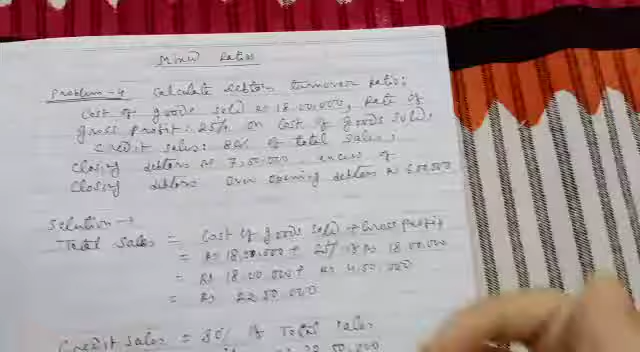 Mixed Ratios
Problem-4 Calculate debtors turnover ratio:
Cost of goods sold Rs 18,00,000, Rate of
gross profit: 25% on cost of goods sold,
Credit sales: 80% of total sales,
Closing debtors Rs 7,50,000 excess of
Closing debtors over opening debtors Rs
Solution →
Total Sales = Cost of goods sold + Gross profit
= Rs 18,00,000 + 25% of Rs 18,00,000
= Rs 18,00,000 + Rs 4,50,000
= Rs 22,50,000
Credit sales = 80% of Total sales
22,50,000